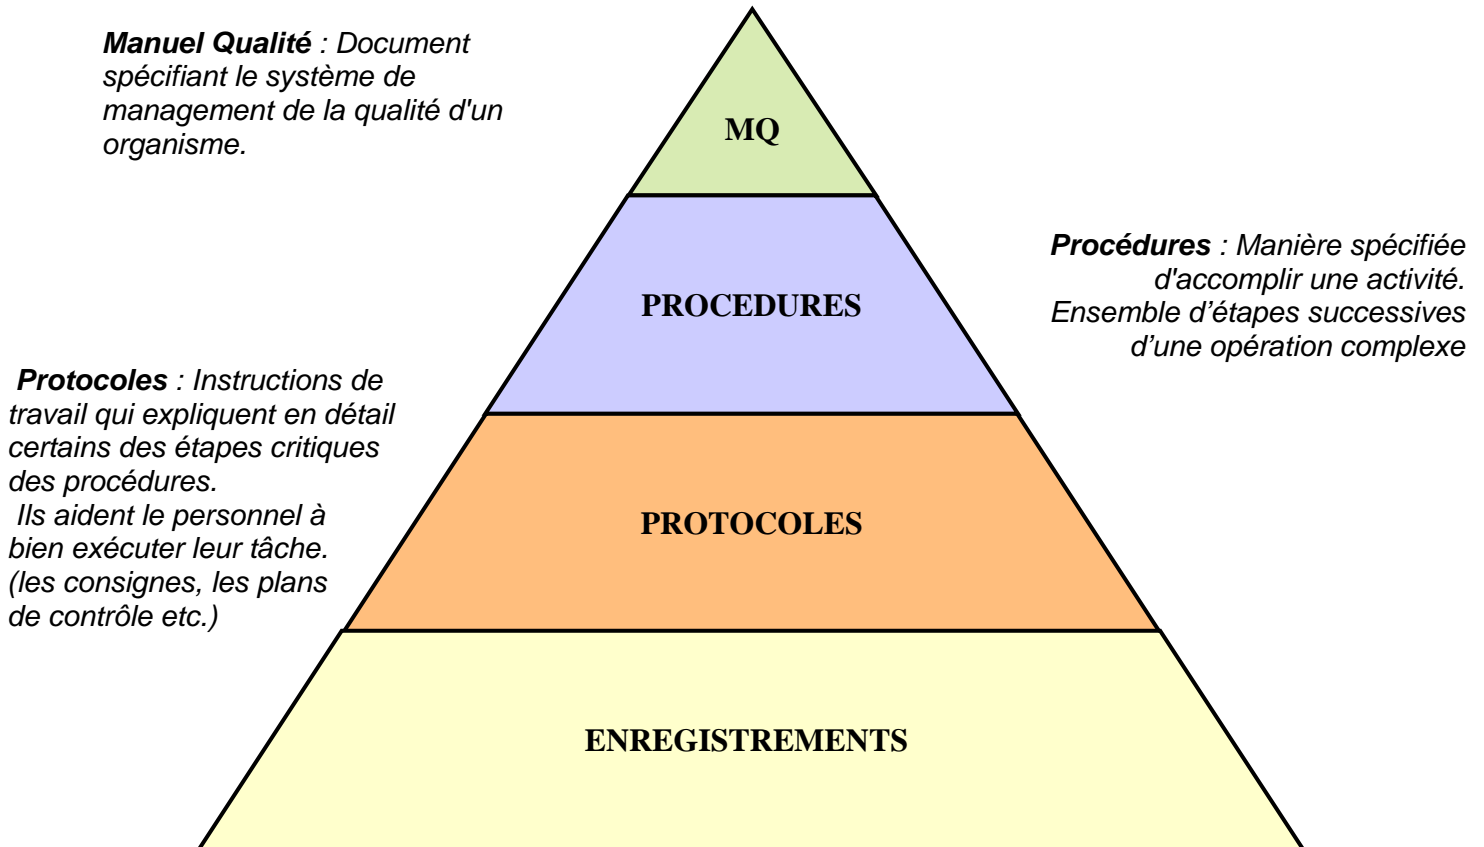 Manuel Qualité : Document
spécifiant le système de
management de la qualité d'un
organisme.
MQ
Procédures : Manière spécifiée
d'accomplir une activité.
Ensemble d’étapes successives
d’une opération complexe
PROCEDURES
Protocoles : Instructions de
travail qui expliquent en détail
certains des étapes critiques
des procédures.
Ils aident le personnel à
bien exécuter leur tâche.
(les consignes, les plans
de contrôle etc.)
PROTOCOLES
ENREGISTREMENTS